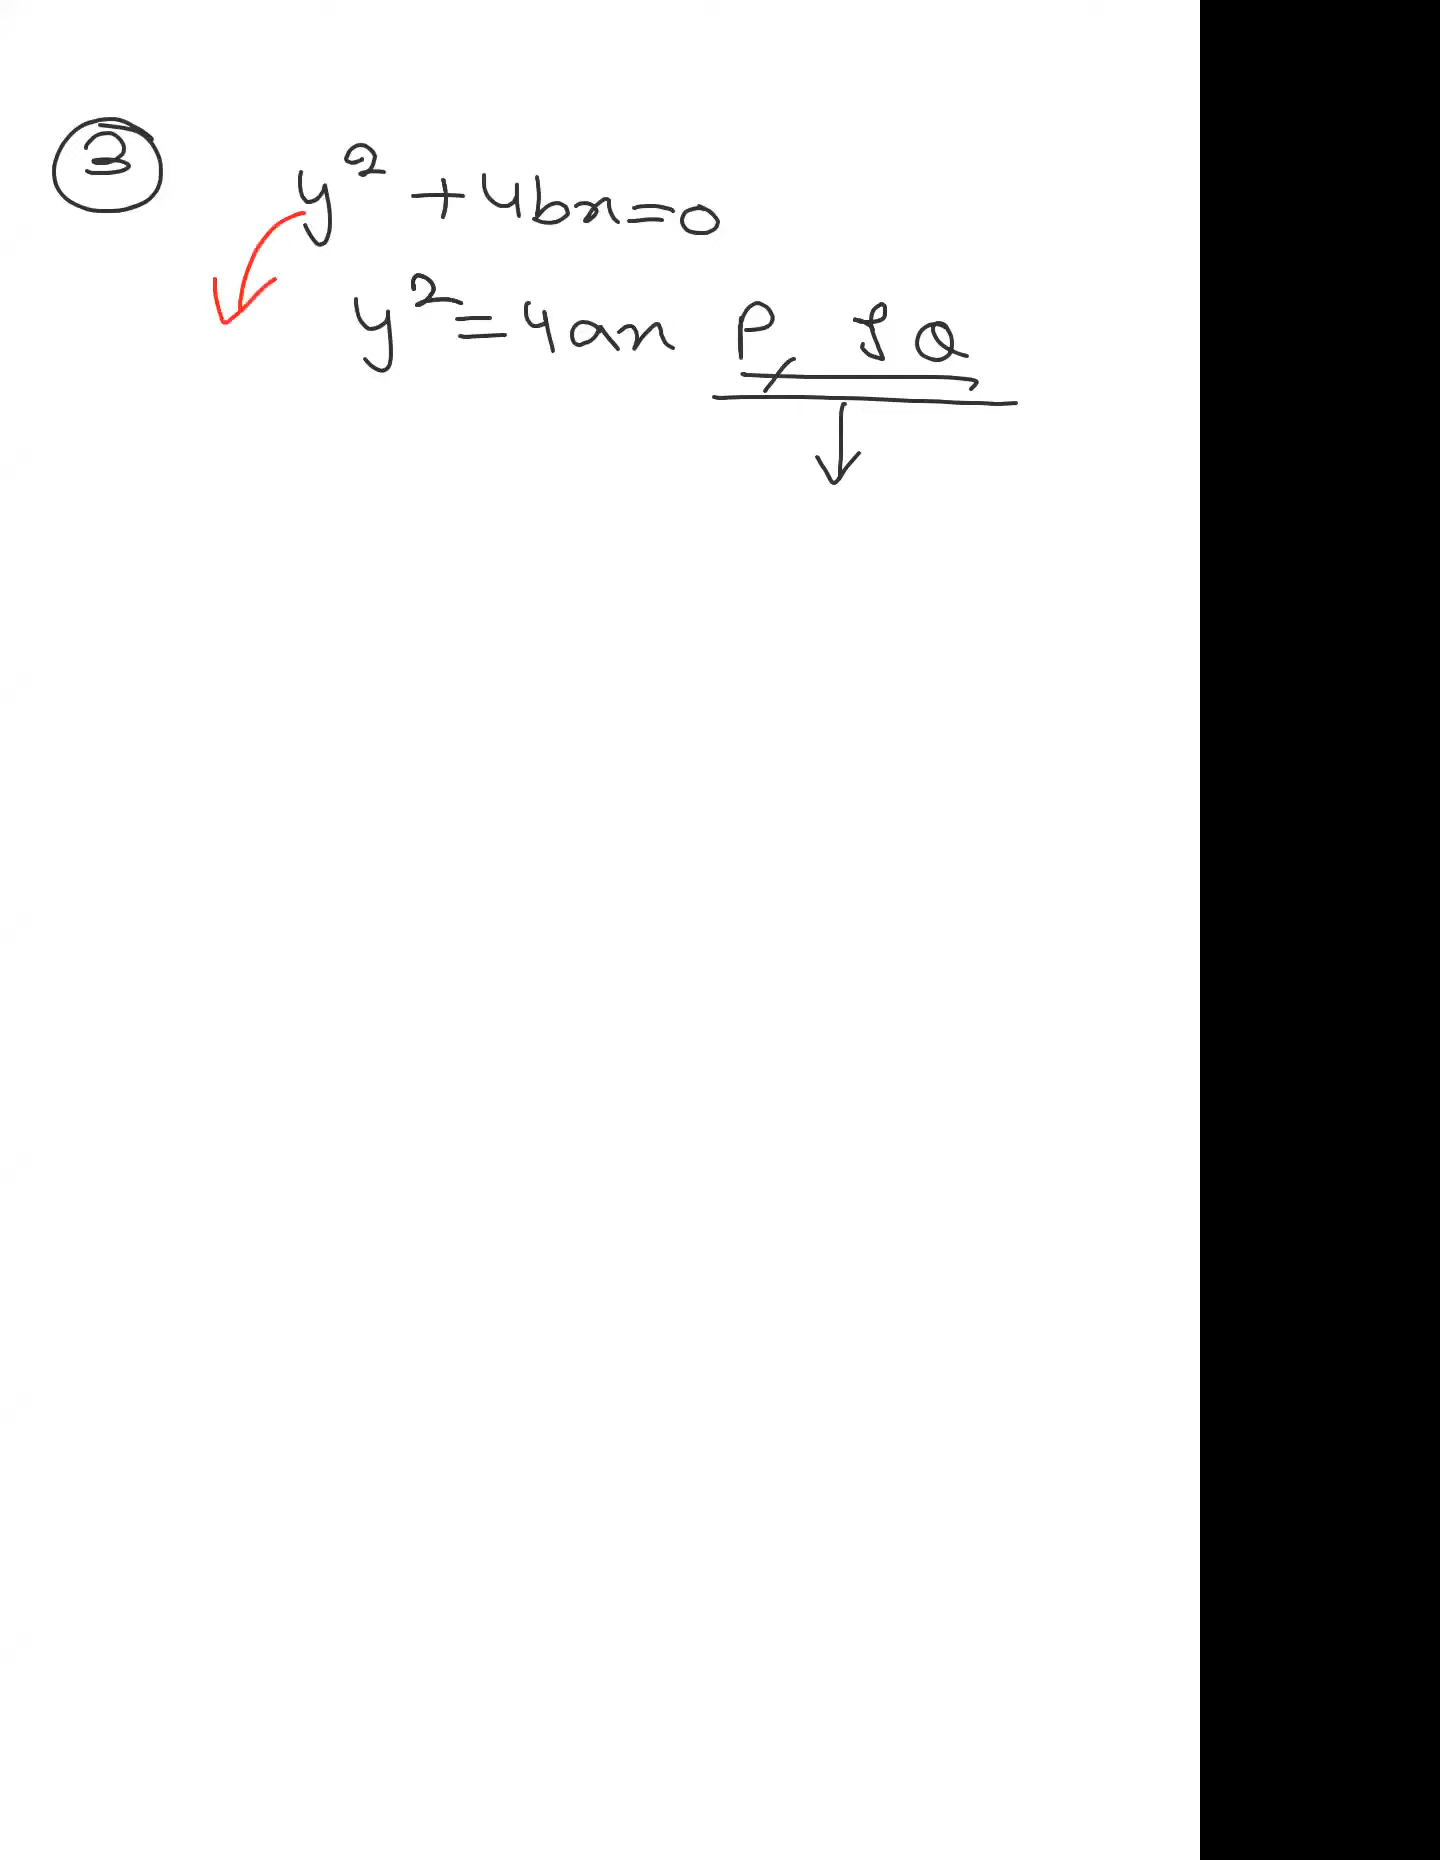 ③ y² + 4bx = 0
y² = 4ax P, & Q